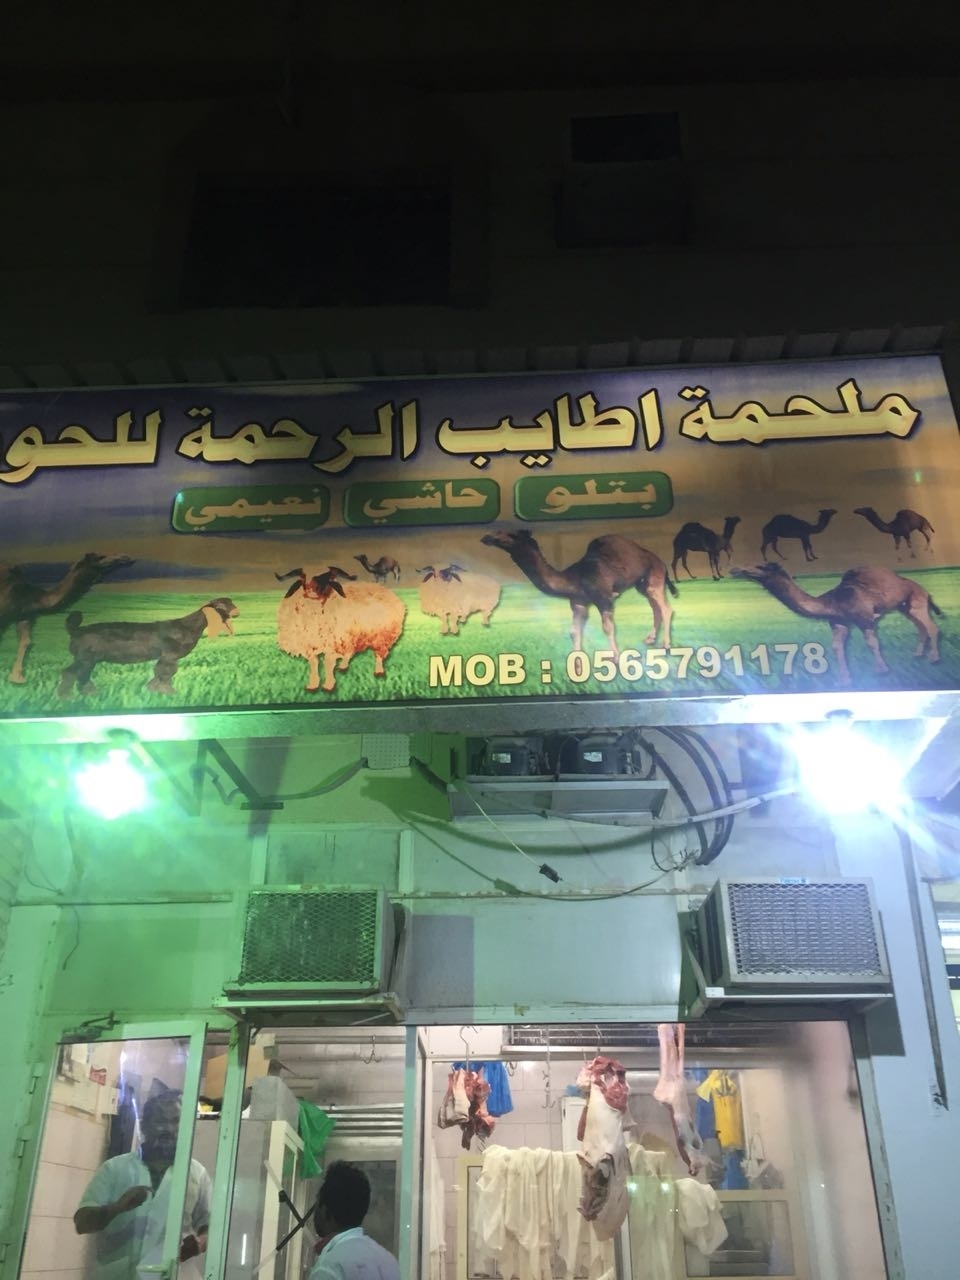 ملحمة اطايب الرحمة
بتلو حاشي نعيمي
MOB : 0565791178